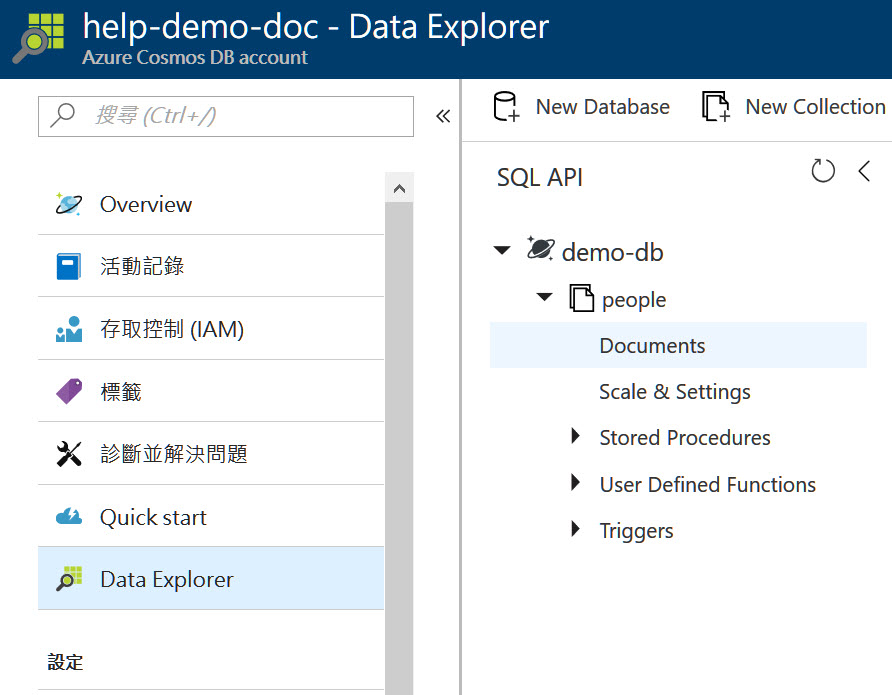 help-demo-doc - Data Explorer
Azure Cosmos DB account
搜尋 (Ctrl+/)
«
Overview
活動記錄
存取控制 (IAM)
標籤
診斷並解決問題
Quick start
Data Explorer
設定
New Database
New Collection
SQL API
demo-db
people
Documents
Scale & Settings
Stored Procedures
User Defined Functions
Triggers